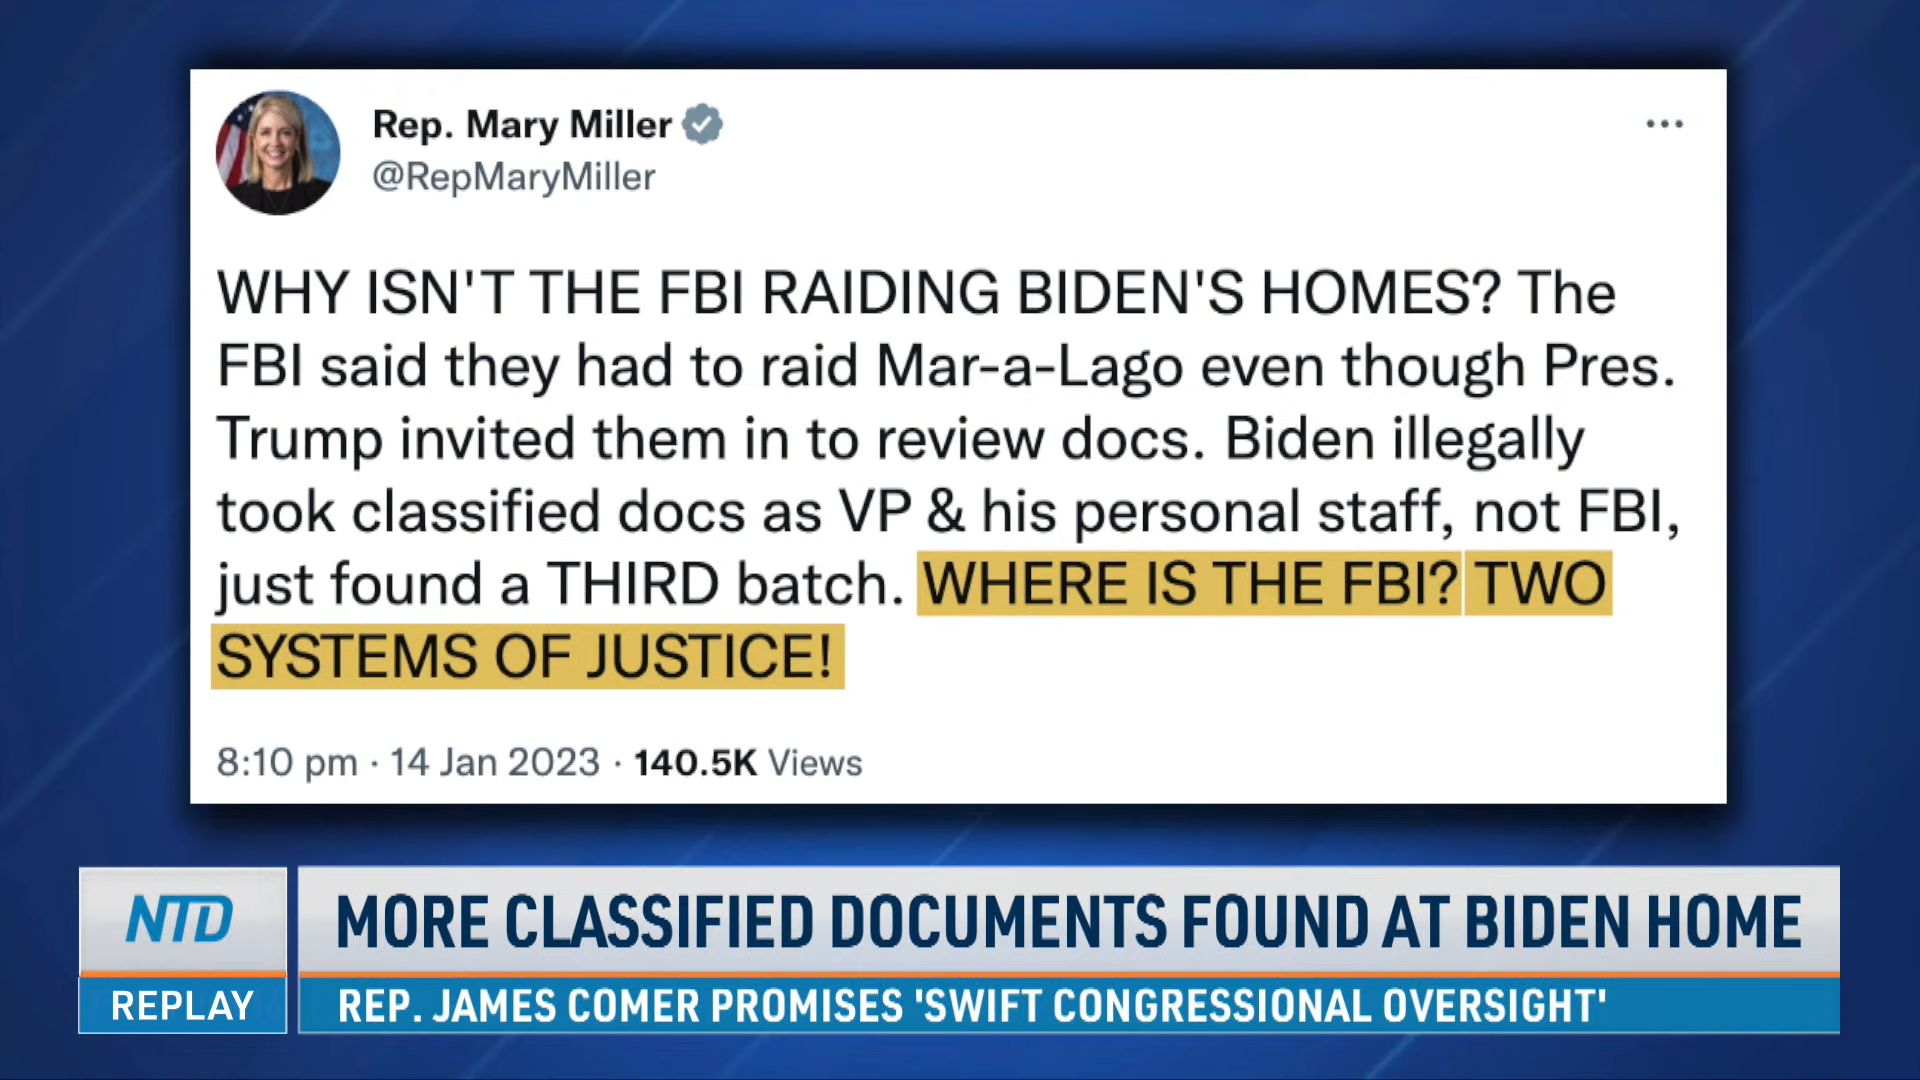 Rep. Mary Miller
@RepMaryMiller
WHY ISN'T THE FBI RAIDING BIDEN'S HOMES? The
FBI said they had to raid Mar-a-Lago even though Pres.
Trump invited them in to review docs. Biden illegally
took classified docs as VP & his personal staff, not FBI,
just found a THIRD batch. WHERE IS THE FBI? TWO
SYSTEMS OF JUSTICE!
8:10 pm · 14 Jan 2023 · 140.5K Views
NTD
MORE CLASSIFIED DOCUMENTS FOUND AT BIDEN HOME
REPLAY
REP. JAMES COMER PROMISES 'SWIFT CONGRESSIONAL OVERSIGHT'